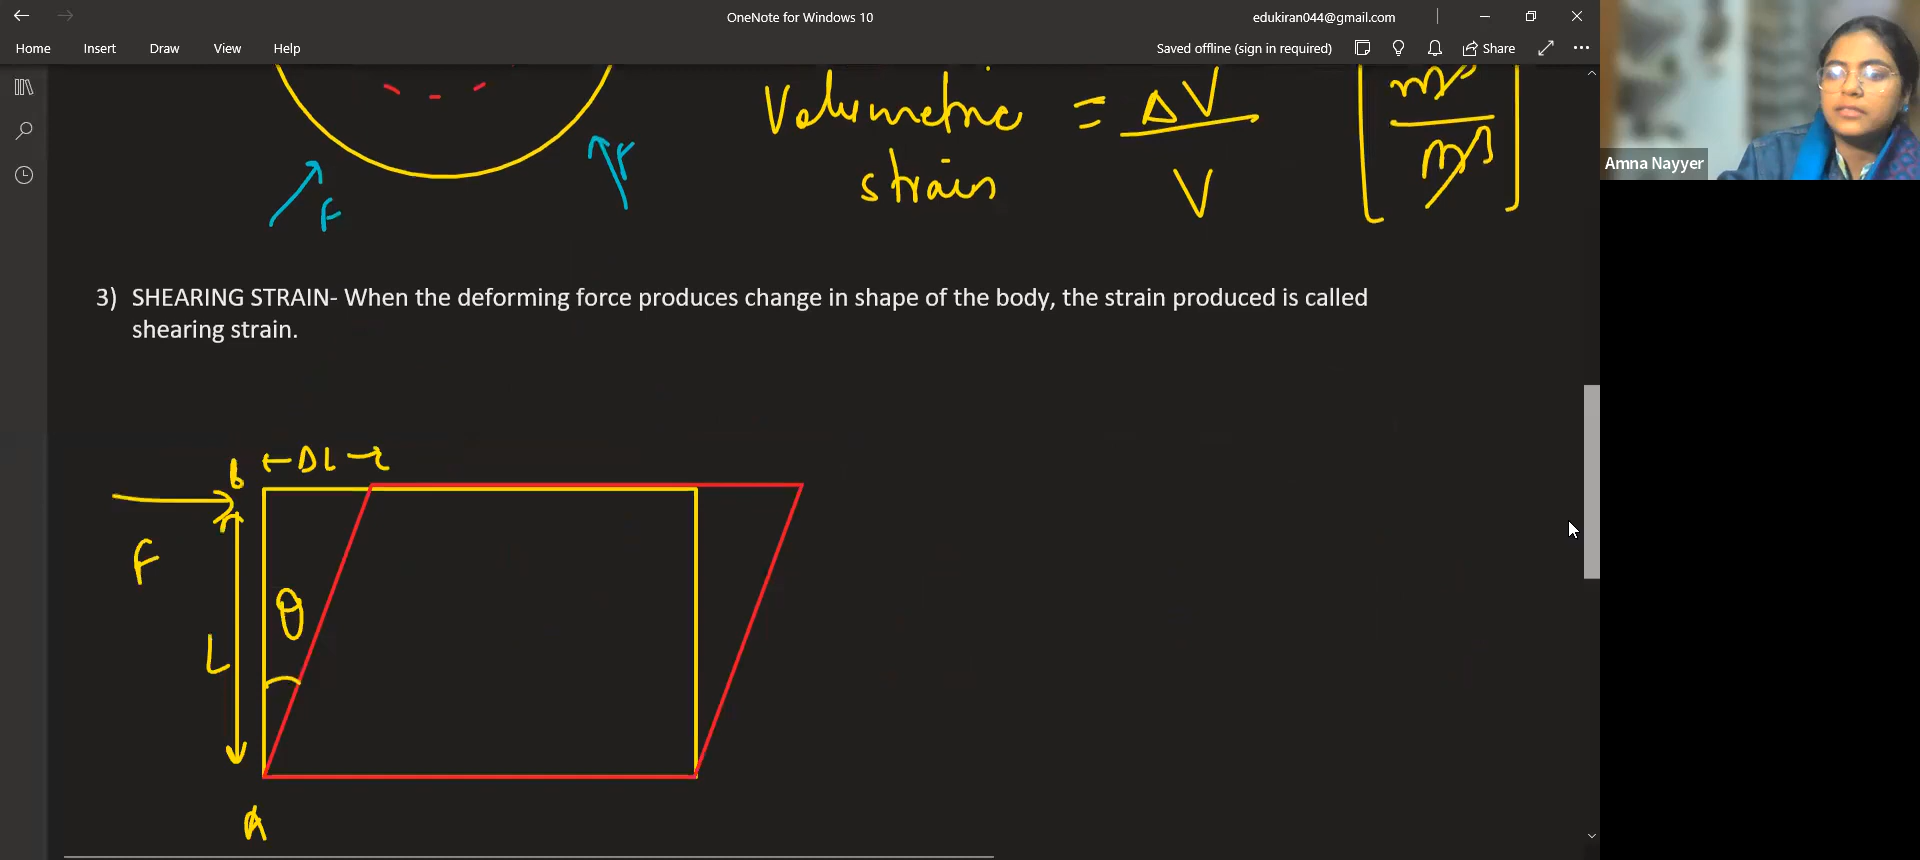 OneNote for Windows 10
edukiran044@gmail.com
Home Insert Draw View Help
Saved offline (sign in required) Share
Amna Nayyer
Volumetric = ΔV / V
strain
m³ / m³
F
F
3) SHEARING STRAIN- When the deforming force produces change in shape of the body, the strain produced is called
shearing strain.
ΔL
F
θ
L
A